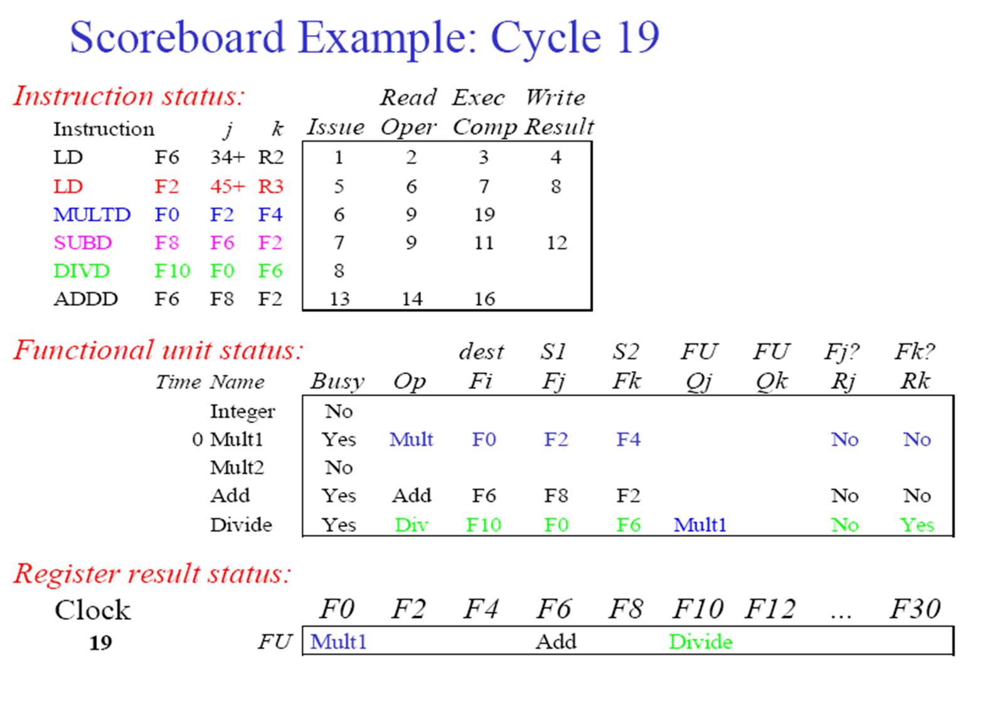 Scoreboard Example: Cycle 19
Instruction status: Read Exec Write
Instruction j k Issue Oper Comp Result
LD F6 34+ R2 1 2 3 4
LD F2 45+ R3 5 6 7 8
MULTD F0 F2 F4 6 9 19
SUBD F8 F6 F2 7 9 11 12
DIVD F10 F0 F6 8
ADDD F6 F8 F2 13 14 16
Functional unit status: dest S1 S2 FU FU Fj? Fk?
Time Name Busy Op Fi Fj Fk Qj Qk Rj Rk
Integer No
0 Mult1 Yes Mult F0 F2 F4 No No
Mult2 No
Add Yes Add F6 F8 F2 No No
Divide Yes Div F10 F0 F6 Mult1 No Yes
Register result status:
Clock F0 F2 F4 F6 F8 F10 F12 ... F30
19 FU Mult1 Add Divide